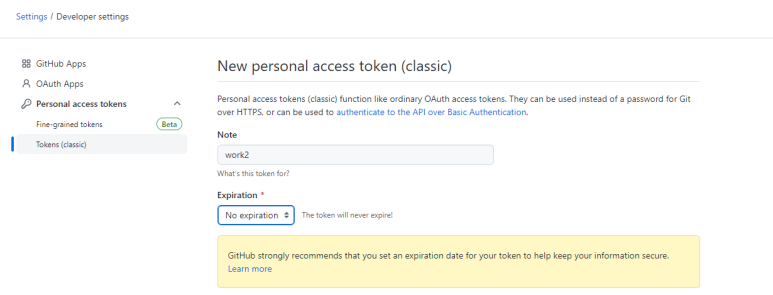 Settings / Developer settings
GitHub Apps
OAuth Apps
Personal access tokens
Fine-grained tokens Beta
Tokens (classic)
New personal access token (classic)
Personal access tokens (classic) function like ordinary OAuth access tokens. They can be used instead of a password for Git
over HTTPS, or can be used to authenticate to the API over Basic Authentication.
Note
work2
What's this token for?
Expiration *
No expiration The token will never expire!
GitHub strongly recommends that you set an expiration date for your token to help keep your information secure.
Learn more